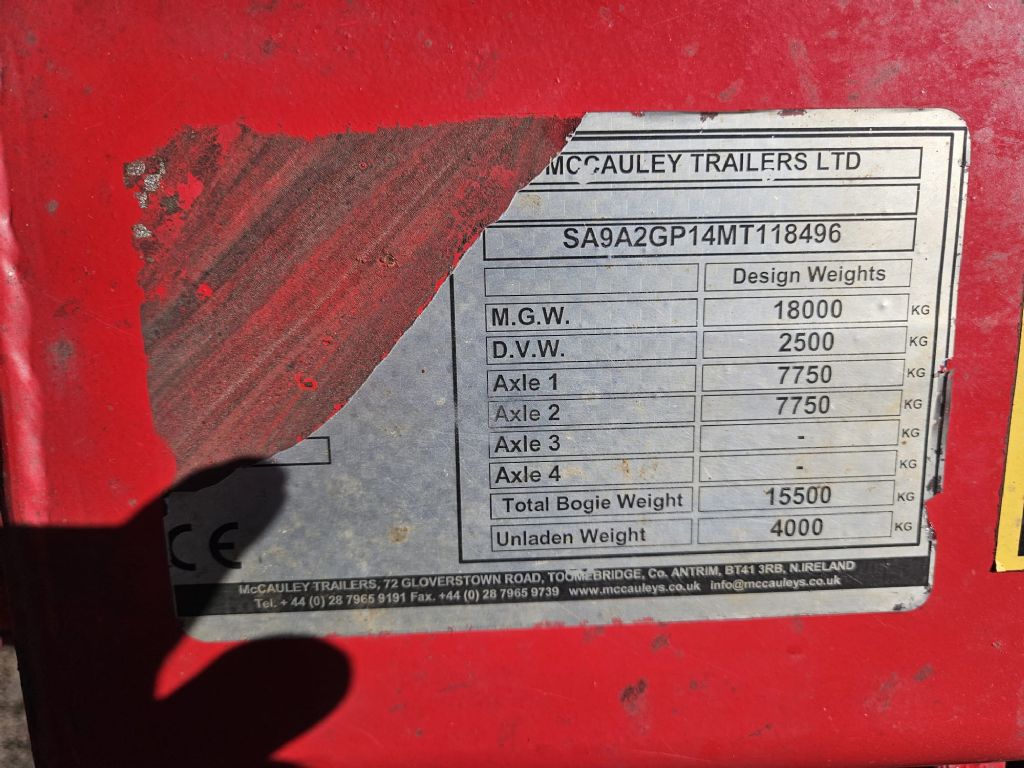 MCCAULEY TRAILERS LTD
SA9A2GP14MT118496
Design Weights
M.G.W. 18000 KG
D.V.W. 2500 KG
Axle 1 7750 KG
Axle 2 7750 KG
Axle 3 - KG
Axle 4 - KG
Total Bogie Weight 15500 KG
Unladen Weight 4000 KG
CE
McCAULEY TRAILERS, 72 GLOVERSTOWN ROAD, TOOMEBRIDGE, Co. ANTRIM, BT41 3RB, N.IRELAND
Tel. + 44 (0) 28 7965 9191 Fax. +44 (0) 28 7965 9739 www.mccauleys.co.uk info@mccauleys.co.uk